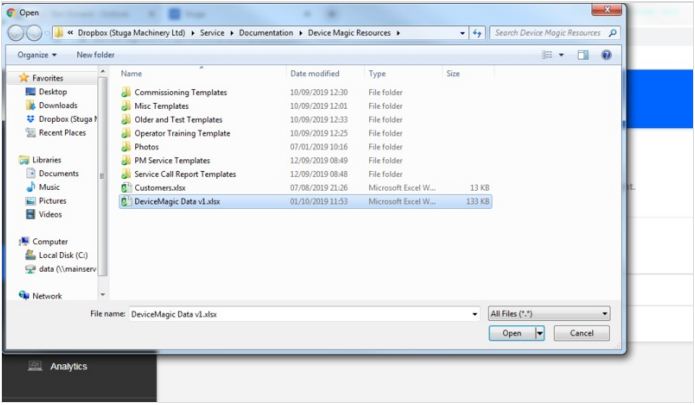 Open
Dropbox (Stuga Machinery Ltd) ▸ Service ▸ Documentation ▸ Device Magic Resources ▸
Search Device Magic Resources
Organize ▾ New folder
Name Date modified Type Size
Favorites
Desktop
Downloads
Dropbox (Stuga
Recent Places
Libraries
Documents
Music
Pictures
Videos
Computer
Local Disk (C:)
data (\\mainserv
Network
Commissioning Templates 10/09/2019 12:30 File folder
Misc Templates 10/09/2019 12:01 File folder
Older and Test Templates 10/09/2019 12:33 File folder
Operator Training Template 10/09/2019 12:25 File folder
Photos 07/01/2019 10:16 File folder
PM Service Templates 12/09/2019 08:49 File folder
Service Call Report Templates 12/09/2019 08:48 File folder
Customers.xlsx 07/08/2019 21:26 Microsoft Excel W... 13 KB
DeviceMagic Data v1.xlsx 01/10/2019 11:53 Microsoft Excel W... 133 KB
File name: DeviceMagic Data v1.xlsx
All Files (*.*)
Open Cancel
Analytics